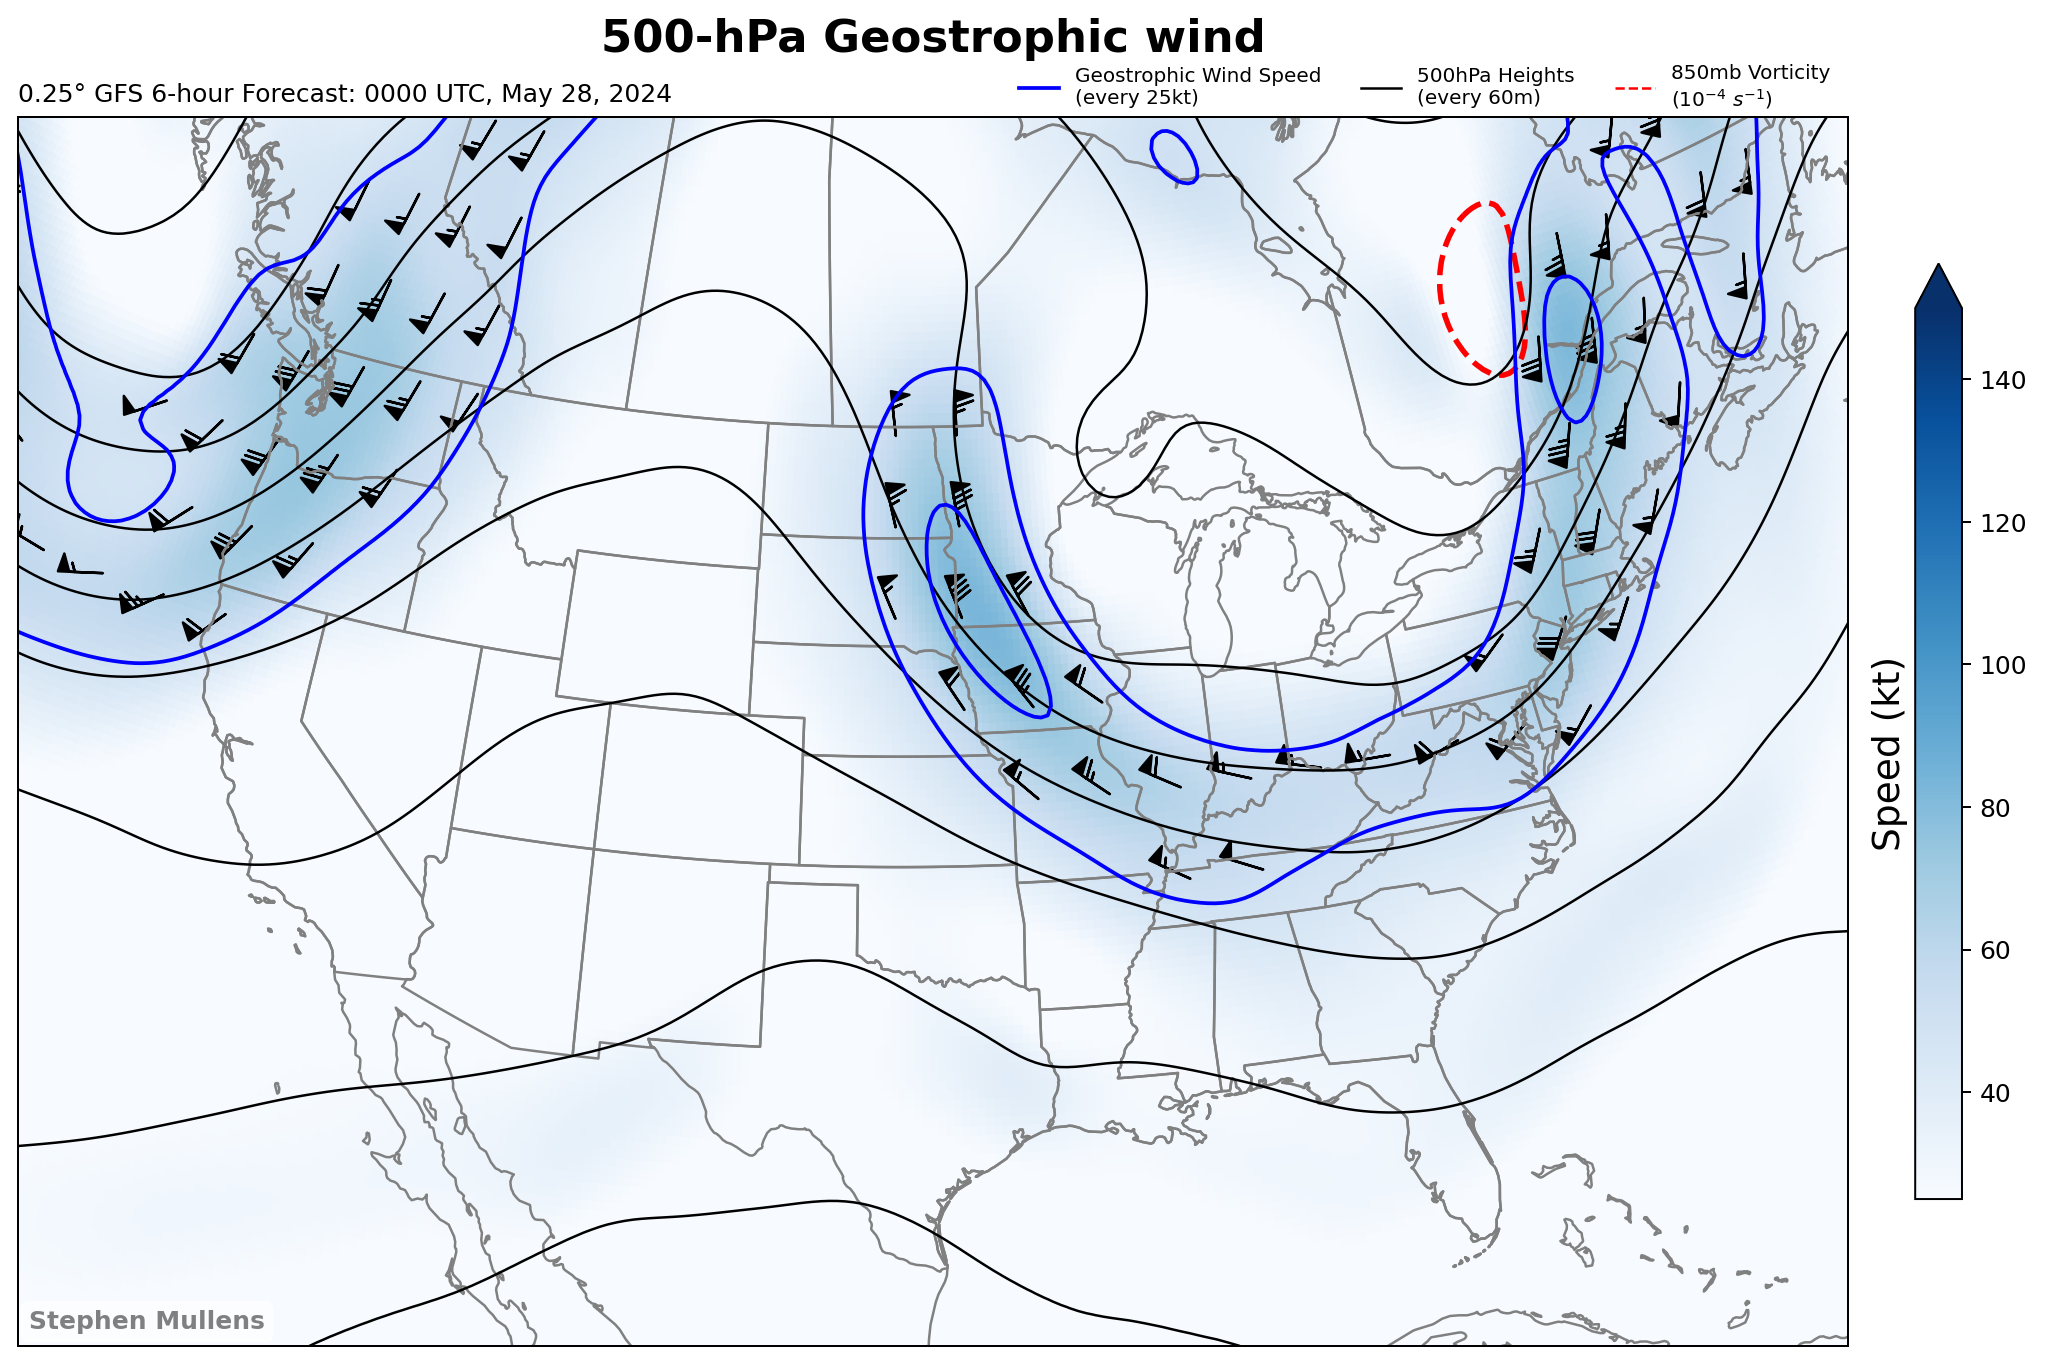 500-hPa Geostrophic wind
0.25° GFS 6-hour Forecast: 0000 UTC, May 28, 2024
Geostrophic Wind Speed
(every 25kt)
500hPa Heights
(every 60m)
850mb Vorticity
(10⁻⁴ s⁻¹)
140
120
100
80
60
40
Speed (kt)
Stephen Mullens